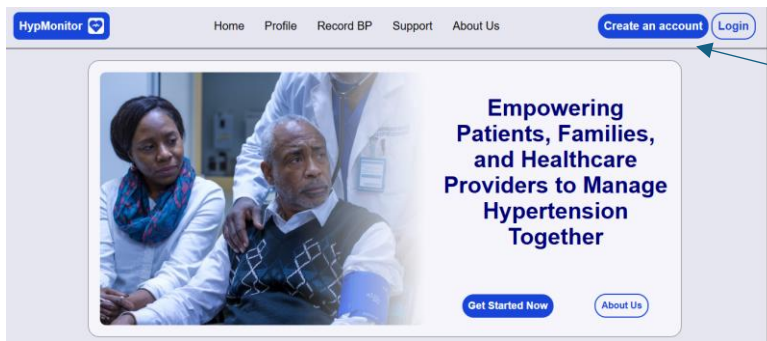 HypMonitor Home Profile Record BP Support About Us Create an account Login
Empowering
Patients, Families,
and Healthcare
Providers to Manage
Hypertension
Together
Get Started Now About Us